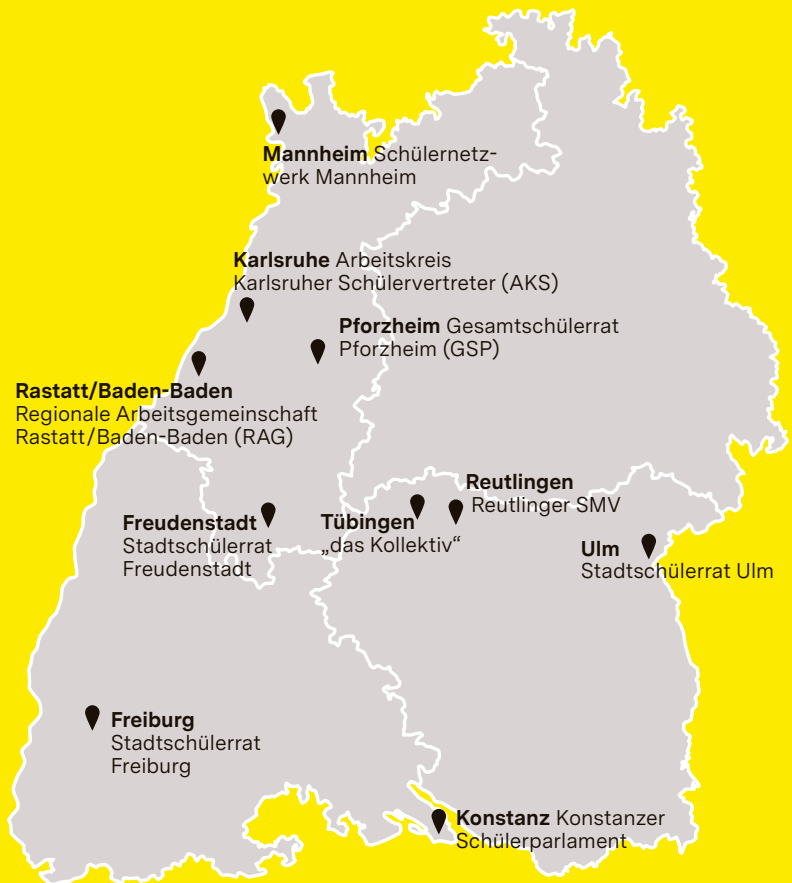 Mannheim Schülernetz-
werk Mannheim
Karlsruhe Arbeitskreis
Karlsruher Schülervertreter (AKS)
Pforzheim Gesamtschülerrat
Pforzheim (GSP)
Rastatt/Baden-Baden
Regionale Arbeitsgemeinschaft
Rastatt/Baden-Baden (RAG)
Freudenstadt
Stadtschülerrat
Freudenstadt
Tübingen
„das Kollektiv“
Reutlingen
Reutlinger SMV
Ulm
Stadtschülerrat Ulm
Freiburg
Stadtschülerrat
Freiburg
Konstanz Konstanzer
Schülerparlament